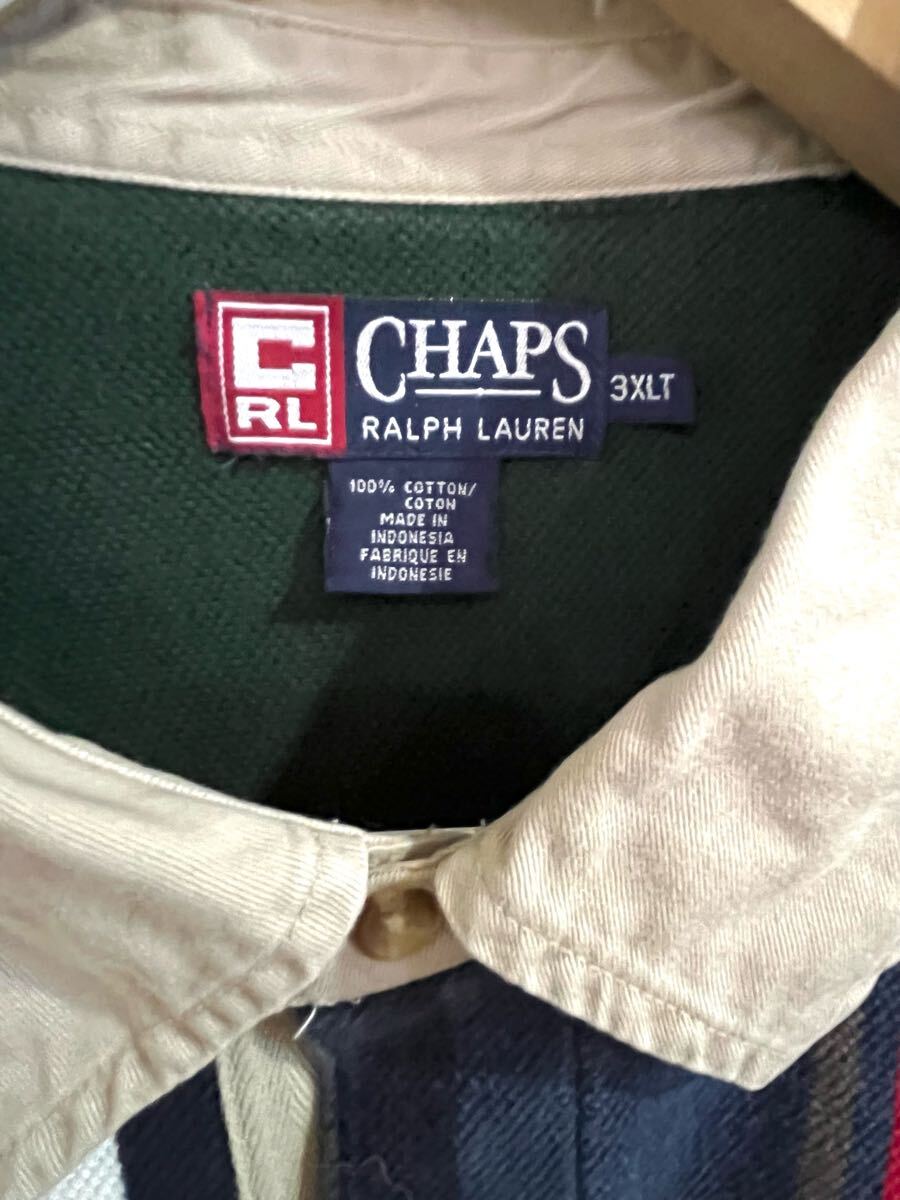 C
RL
CHAPS
RALPH LAUREN
3XLT
100% COTTON/
COTON
MADE IN
INDONESIA
FABRIQUE EN
INDONESIE